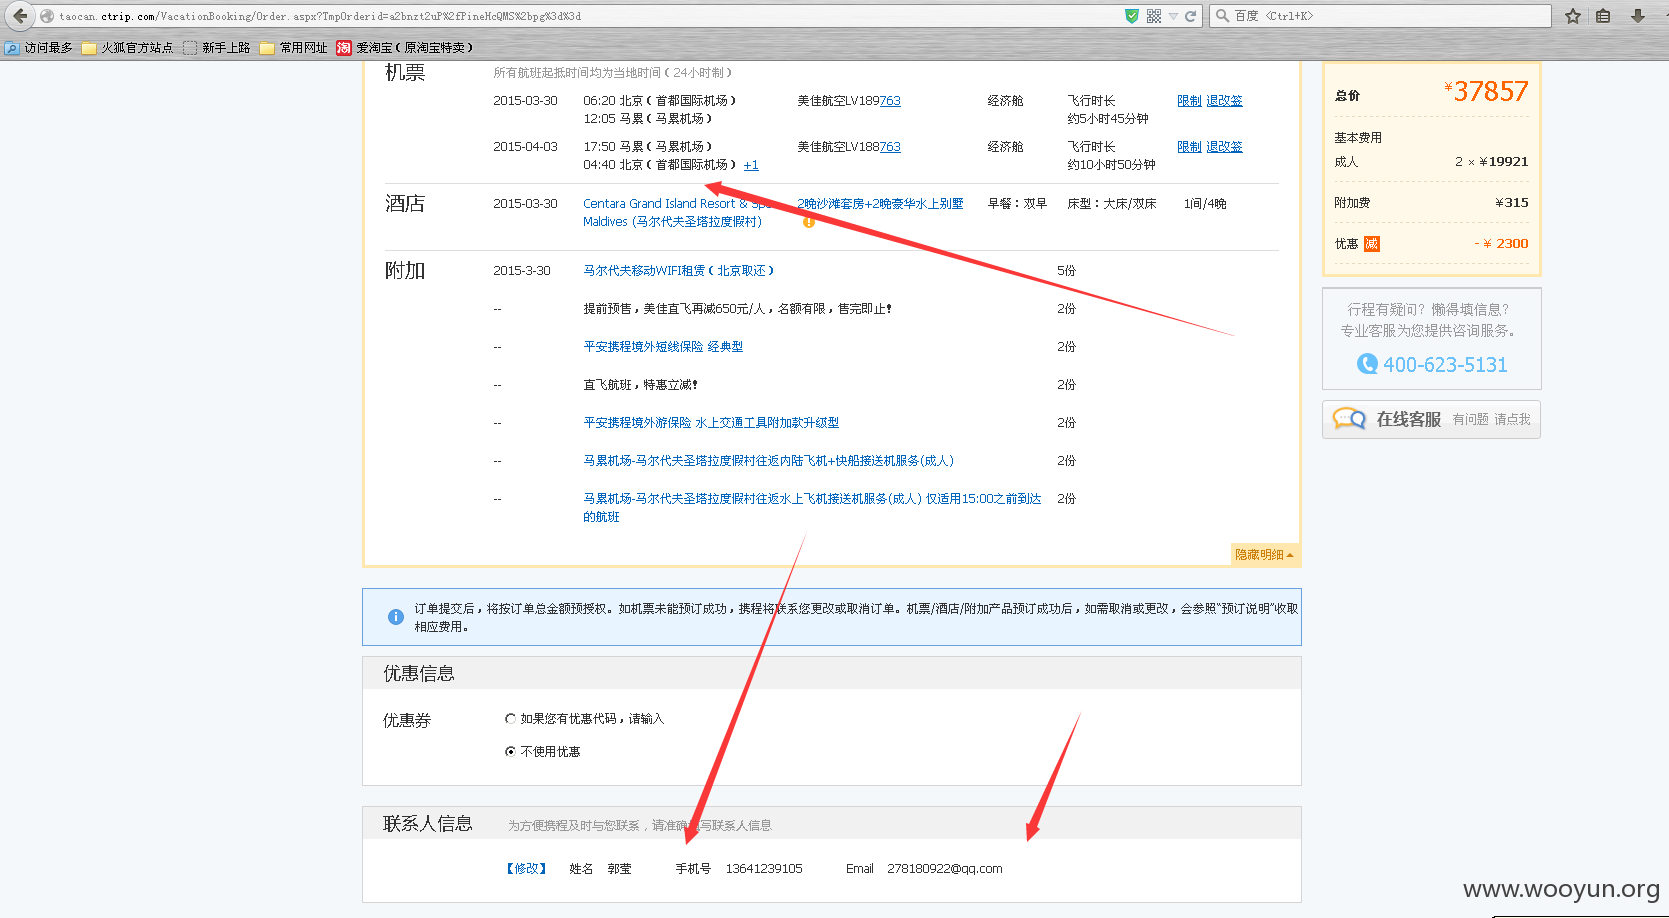 taocan.ctrip.com/VacationBooking/Order.aspx?TmpOrderid=a2bnzt2uP%2fPineHcQMS%2bpg%3d%3d
百度 <Ctrl+K>
访问最多 火狐官方站点 新手上路 常用网址 淘 爱淘宝（原淘宝特卖）
机票 所有航班起抵时间均为当地时间（24小时制）
2015-03-30 06:20 北京（首都国际机场） 美佳航空LV189763 经济舱 飞行时长 限制 退改签
12:05 马累（马累机场） 约5小时45分钟
2015-04-03 17:50 马累（马累机场） 美佳航空LV188763 经济舱 飞行时长 限制 退改签
04:40 北京（首都国际机场） +1 约10小时50分钟
酒店 2015-03-30 Centara Grand Island Resort & Spa 2晚沙滩套房+2晚豪华水上别墅 早餐：双早 床型：大床/双床 1间/4晚
Maldives (马尔代夫圣塔拉度假村)
附加 2015-3-30 马尔代夫移动WIFI租赁（北京取还） 5份
-- 提前预售，美佳直飞再减650元/人，名额有限，售完即止！ 2份
-- 平安携程境外短线保险 经典型 2份
-- 直飞航班，特惠立减！ 2份
-- 平安携程境外游保险 水上交通工具附加款升级型 2份
-- 马累机场-马尔代夫圣塔拉度假村往返内陆飞机+快船接送机服务(成人) 2份
-- 马累机场-马尔代夫圣塔拉度假村往返水上飞机接送机服务(成人) 仅适用15:00之前到达 2份
的航班
隐藏明细
总价 ¥37857
基本费用
成人 2 × ¥19921
附加费 ¥315
优惠 减 - ¥ 2300
行程有疑问？懒得填信息？
专业客服为您提供咨询服务。
400-623-5131
在线客服 有问题 请点我
订单提交后，将按订单总金额预授权。如机票未能预订成功，携程将联系您更改或取消订单。机票/酒店/附加产品预订成功后，如需取消或更改，会参照“预订说明”收取
相应费用。
优惠信息
优惠券 如果您有优惠代码，请输入
不使用优惠
联系人信息 为方便携程及时与您联系，请准确填写联系人信息
【修改】 姓名 郭莹 手机号 13641239105 Email 278180922@qq.com
www.wooyun.org